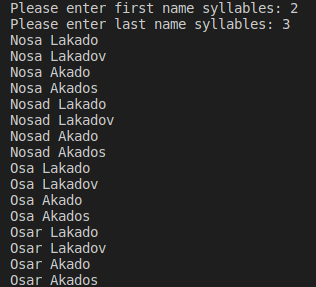 Please enter first name syllables: 2
Please enter last name syllables: 3
Nosa Lakado
Nosa Lakadov
Nosa Akado
Nosa Akados
Nosad Lakado
Nosad Lakadov
Nosad Akado
Nosad Akados
Osa Lakado
Osa Lakadov
Osa Akado
Osa Akados
Osar Lakado
Osar Lakadov
Osar Akado
Osar Akados